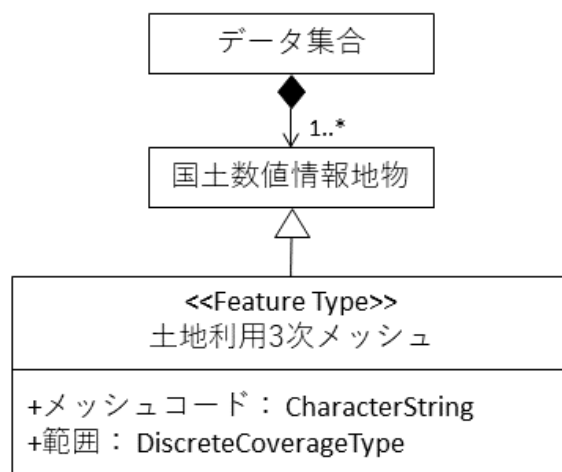 データ集合
1..*
国土数値情報地物
<<Feature Type>>
土地利用3次メッシュ
+メッシュコード： CharacterString
+範囲： DiscreteCoverageType